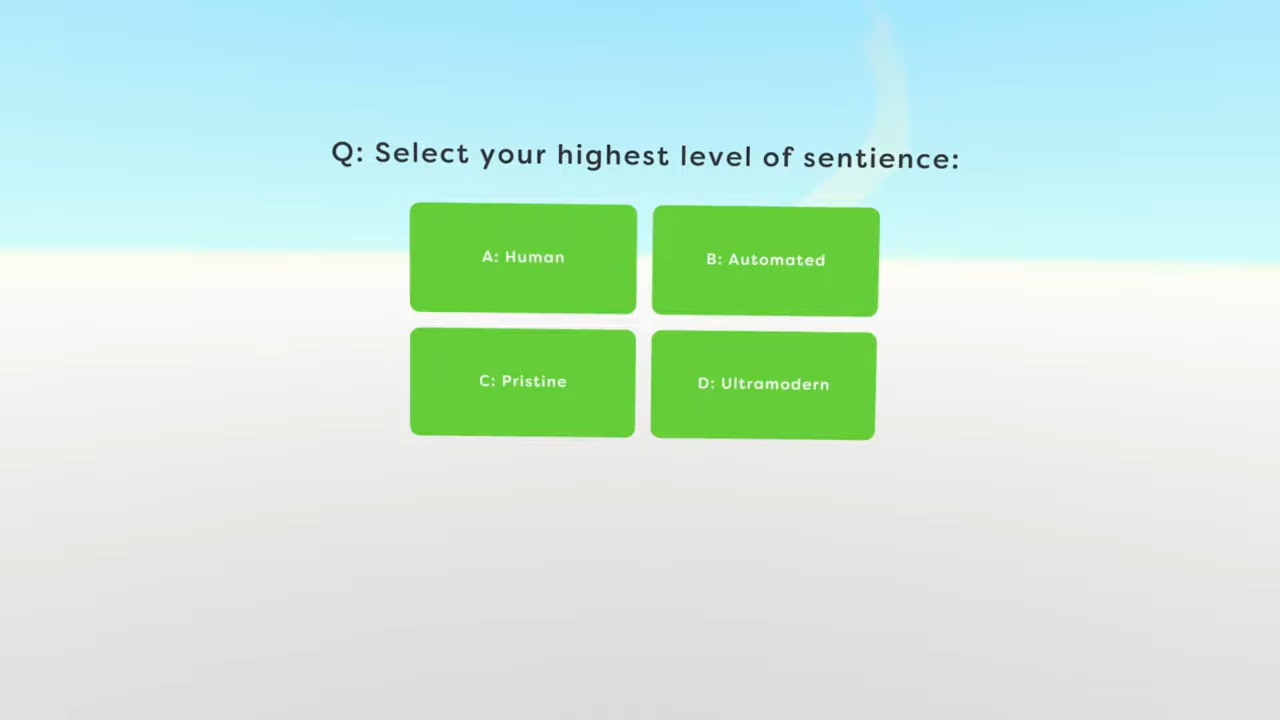 Q: Select your highest level of sentience:
A: Human
B: Automated
C: Pristine
D: Ultramodern